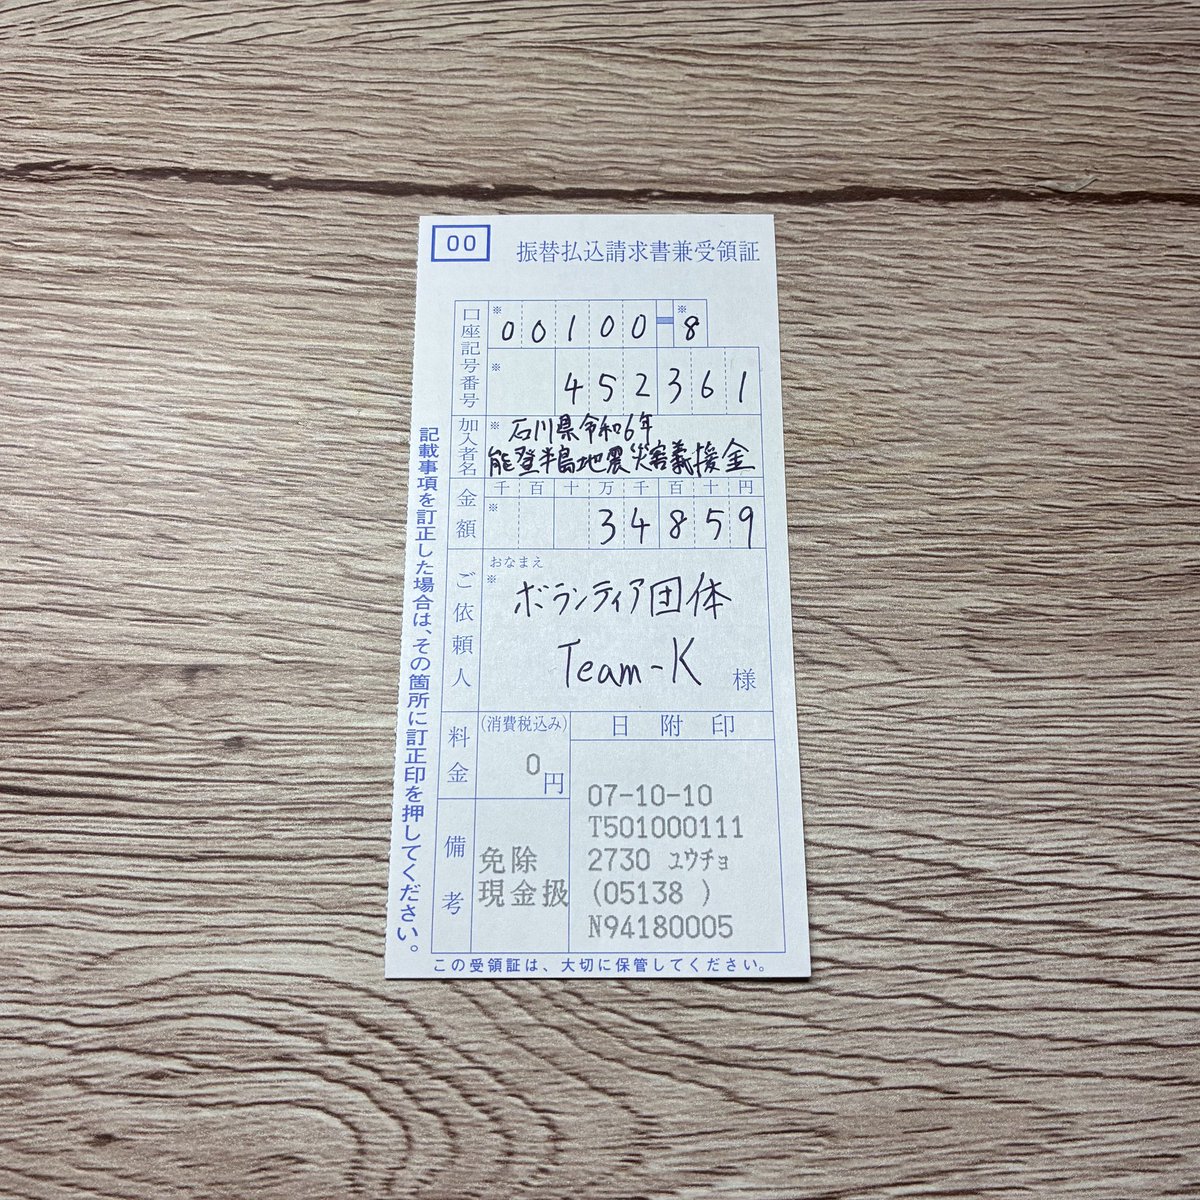 00
振替払込請求書兼受領証
口座記号番号
※ 00100-※8
※ 452361
加入者名
※ 石川県令和6年
能登半島地震災害義援金
金額
千百十万千百十円
※ 34859
ご依頼人
おなまえ
※ ボランティア団体
Team-K 様
料金
(消費税込み)
0円
日附印
07-10-10
T501000111
2730 ユウチョ
(05138 )
N94180005
備考
免除
現金扱
この受領証は、大切に保管してください。
記載事項を訂正した場合は、その箇所に訂正印を押してください。